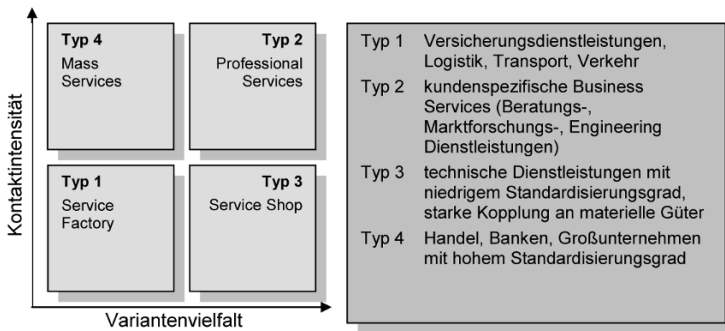 Kontaktintensität
Typ 4
Mass
Services
Typ 2
Professional
Services
Typ 1
Service
Factory
Typ 3
Service Shop
Variantenvielfalt
Typ 1 Versicherungsdienstleistungen,
Logistik, Transport, Verkehr
Typ 2 kundenspezifische Business
Services (Beratungs-,
Marktforschungs-, Engineering
Dienstleistungen)
Typ 3 technische Dienstleistungen mit
niedrigem Standardisierungsgrad,
starke Kopplung an materielle Güter
Typ 4 Handel, Banken, Großunternehmen
mit hohem Standardisierungsgrad